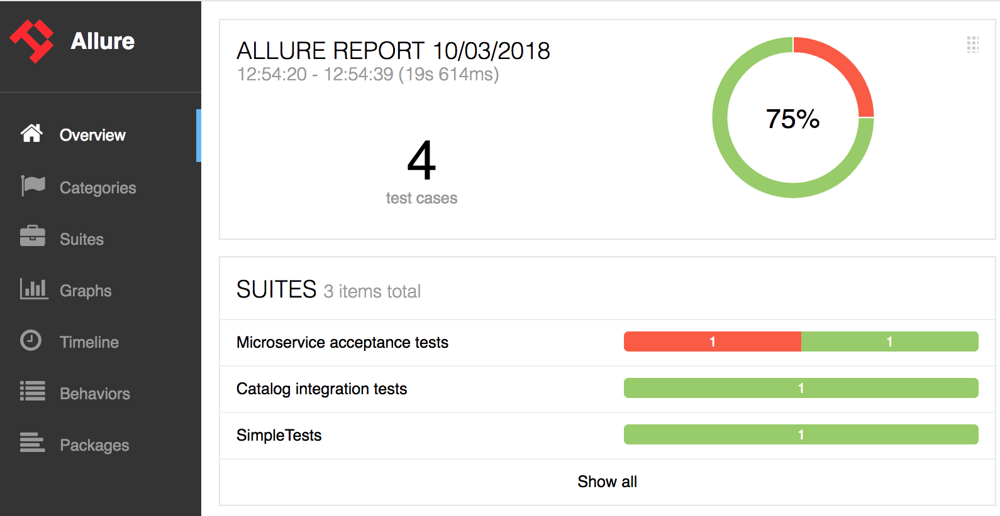 Allure
Overview
Categories
Suites
Graphs
Timeline
Behaviors
Packages
ALLURE REPORT 10/03/2018
12:54:20 - 12:54:39 (19s 614ms)
4
test cases
75%
SUITES 3 items total
Microservice acceptance tests 1 1
Catalog integration tests 1
SimpleTests 1
Show all